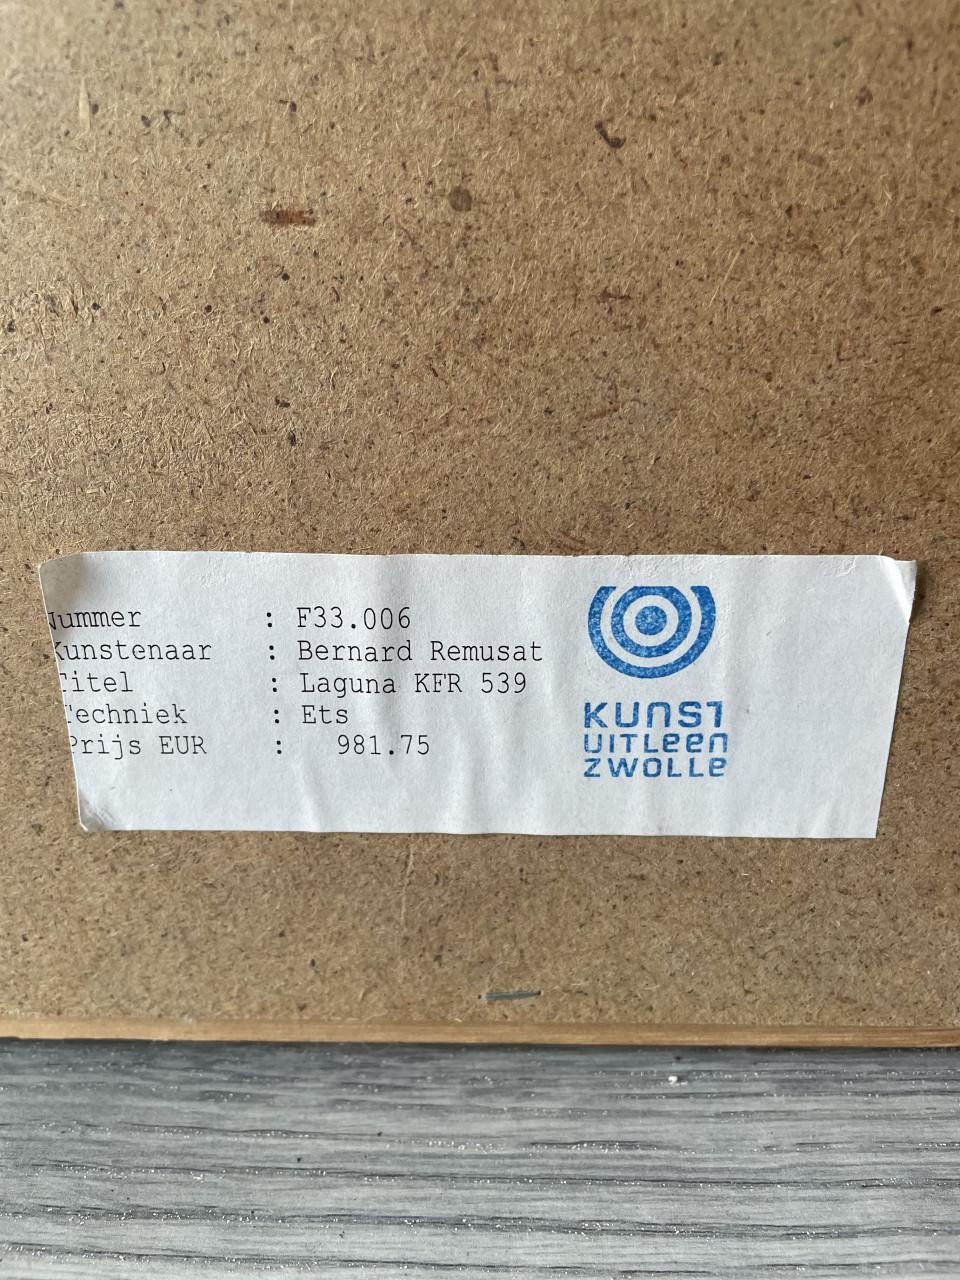 Nummer : F33.006
Kunstenaar : Bernard Remusat
Titel : Laguna KFR 539
Techniek : Ets
Prijs EUR : 981.75
KUNST
UITLEEN
ZWOLLE